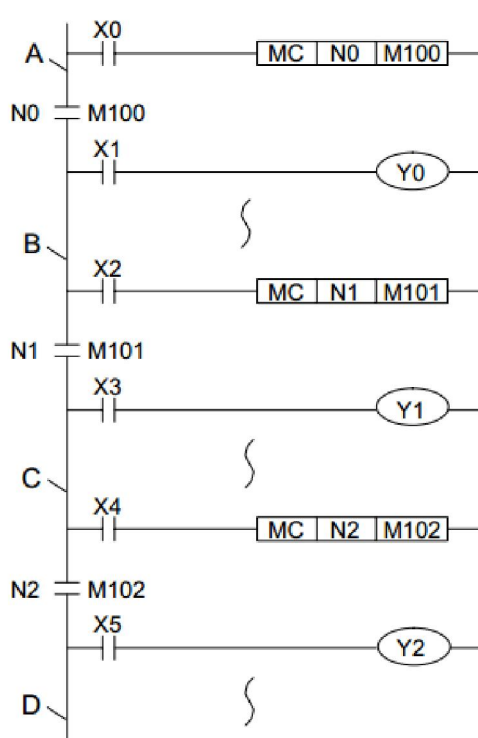 X0
A MC N0 M100
N0 M100
X1
Y0
B
X2
MC N1 M101
N1 M101
X3
Y1
C
X4
MC N2 M102
N2 M102
X5
Y2
D